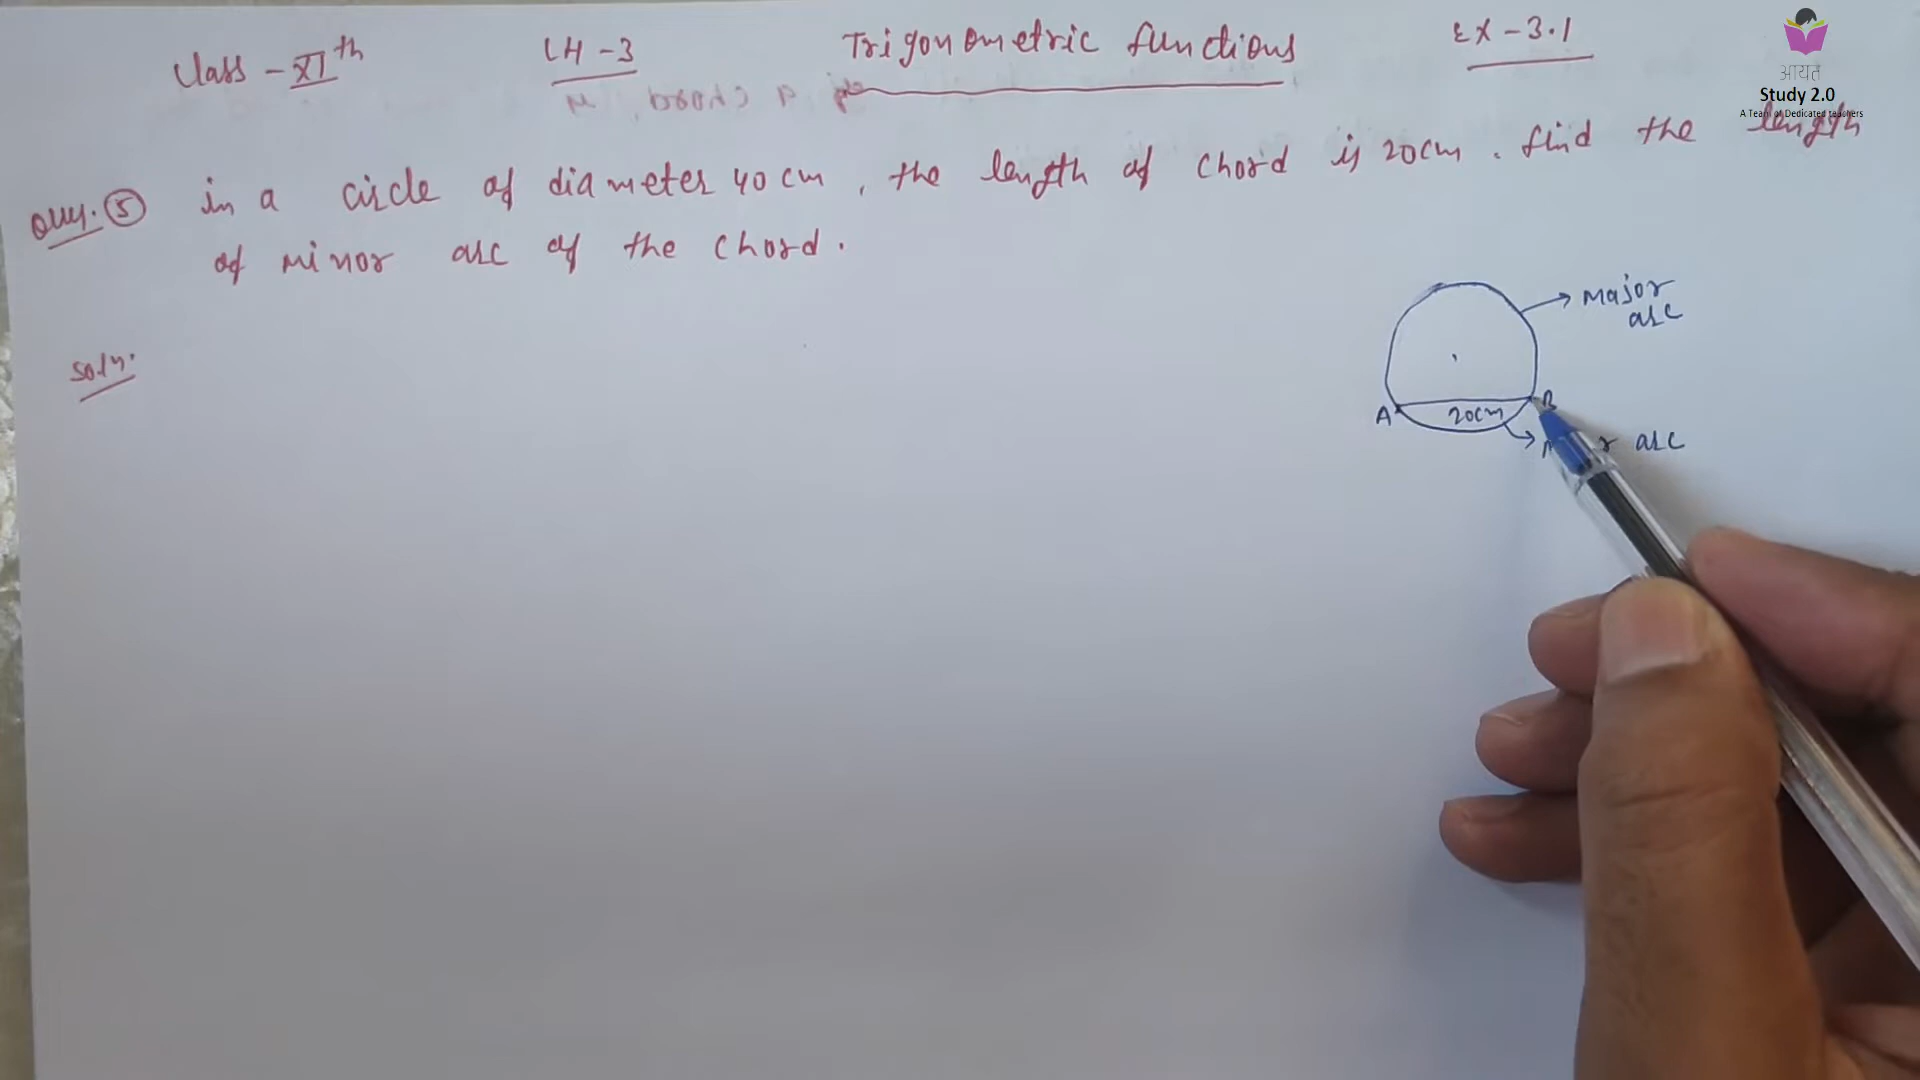 Class - XIth CH-3 Trigonometric functions Ex-3.1
आयत
Study 2.0
A Team of Dedicated teachers
Ques. 5 in a circle of diameter 40 cm, the length of chord is 20cm. find the length
of minor arc of the chord.
Soln.
Major
arc
A 20cm B
arc